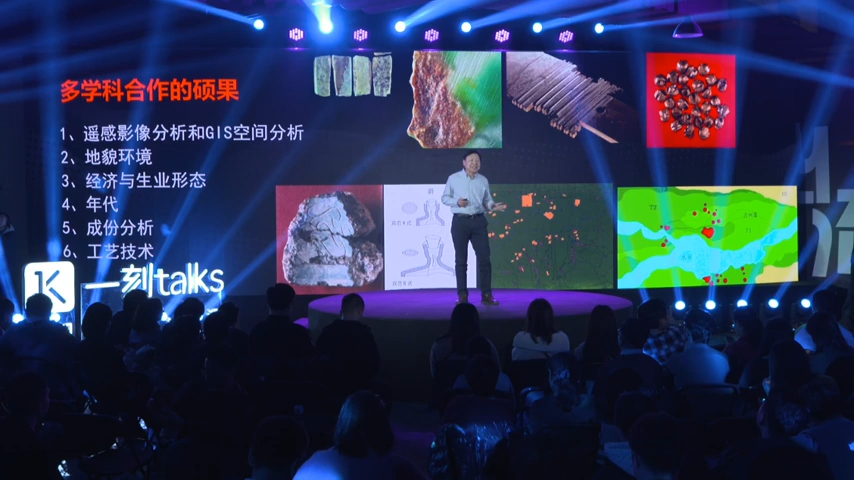 多学科合作的硕果
1、遥感影像分析和GIS空间分析
2、地貌环境
3、经济与生业形态
4、年代
5、成份分析
6、工艺技术
1K
一刻talks